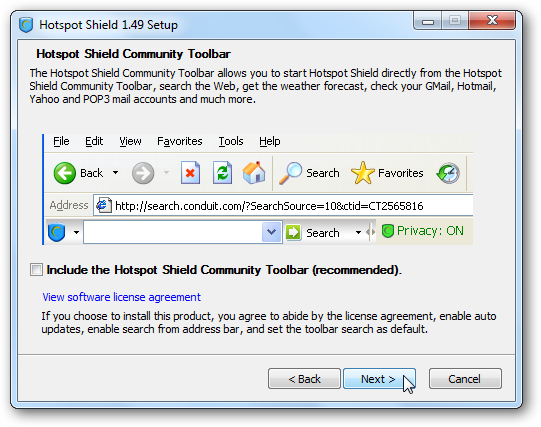 Hotspot Shield 1.49 Setup
Hotspot Shield Community Toolbar
The Hotspot Shield Community Toolbar allows you to start Hotspot Shield directly from the Hotspot
Shield Community Toolbar, search the Web, get the weather forecast, check your GMail, Hotmail,
Yahoo and POP3 mail accounts and much more.
File Edit View Favorites Tools Help
Back Search Favorites
Address http://search.conduit.com/?SearchSource=10&ctid=CT2565816
Search Privacy: ON
Include the Hotspot Shield Community Toolbar (recommended).
View software license agreement
If you choose to install this product, you agree to abide by the license agreement, enable auto
updates, enable search from address bar, and set the toolbar search as default.
< Back Next > Cancel